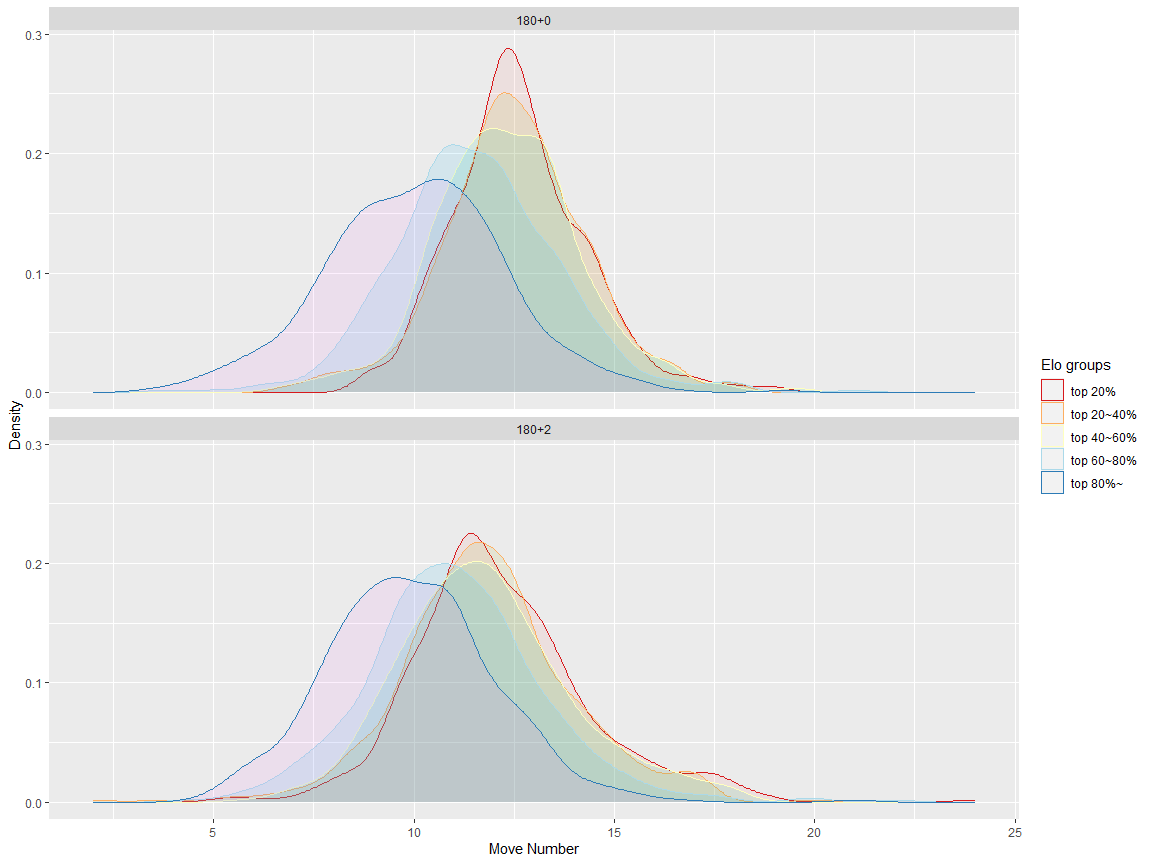 180+0
0.3
0.2
0.1
0.0
Density
180+2
0.3
0.2
0.1
0.0
5
10
15
20
25
Move Number
Elo groups
top 20%
top 20~40%
top 40~60%
top 60~80%
top 80%~